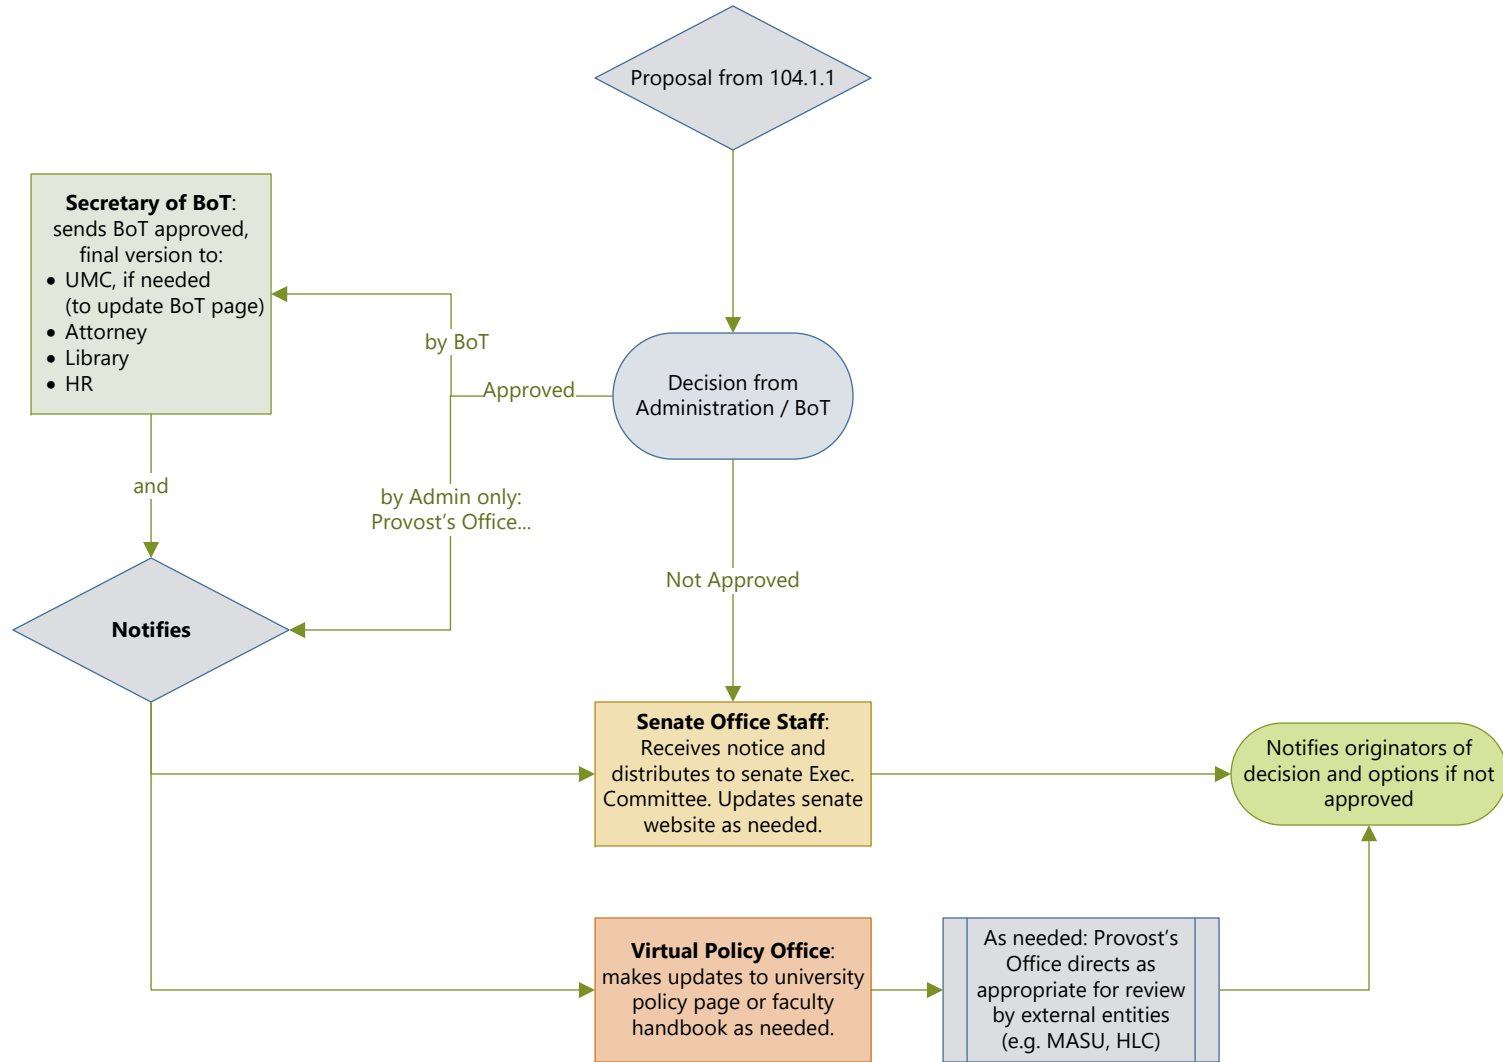 Proposal from 104.1.1
Secretary of BoT:
sends BoT approved,
final version to:
• UMC, if needed
(to update BoT page)
• Attorney
• Library
• HR
by BoT
Approved
Decision from
Administration / BoT
and
by Admin only:
Provost’s Office...
Not Approved
Notifies
Senate Office Staff:
Receives notice and
distributes to senate Exec.
Committee. Updates senate
website as needed.
Notifies originators of
decision and options if not
approved
Virtual Policy Office:
makes updates to university
policy page or faculty
handbook as needed.
As needed: Provost’s
Office directs as
appropriate for review
by external entities
(e.g. MASU, HLC)